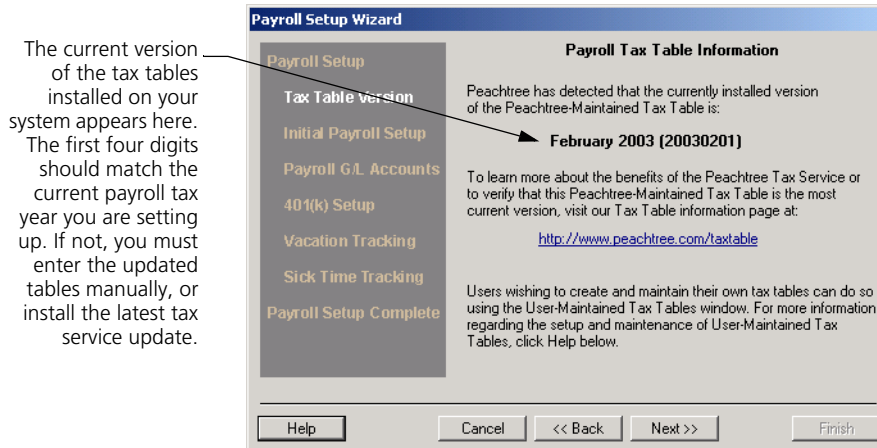 The current version
of the tax tables
installed on your
system appears here.
The first four digits
should match the
current payroll tax
year you are setting
up. If not, you must
enter the updated
tables manually, or
install the latest tax
service update.
Payroll Setup Wizard
Payroll Setup
Tax Table Version
Initial Payroll Setup
Payroll G/L Accounts
401(k) Setup
Vacation Tracking
Sick Time Tracking
Payroll Setup Complete
Payroll Tax Table Information
Peachtree has detected that the currently installed version
of the Peachtree-Maintained Tax Table is:
February 2003 (20030201)
To learn more about the benefits of the Peachtree Tax Service or
to verify that this Peachtree-Maintained Tax Table is the most
current version, visit our Tax Table information page at:
http://www.peachtree.com/taxtable
Users wishing to create and maintain their own tax tables can do so
using the User-Maintained Tax Tables window. For more information
regarding the setup and maintenance of User-Maintained Tax
Tables, click Help below.
Help
Cancel
<< Back
Next >>
Finish